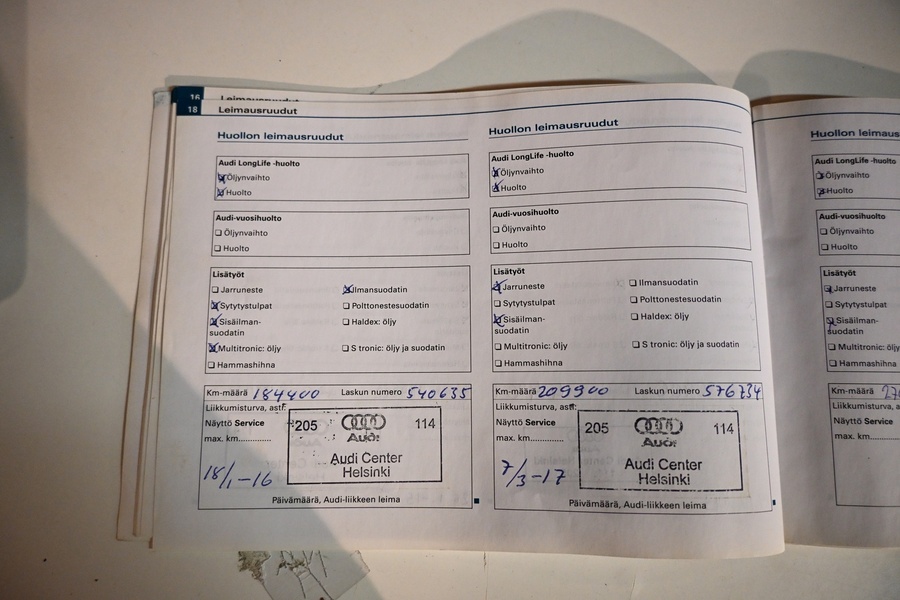 16 Leimausruudut
18 Leimausruudut
Huollon leimausruudut
Audi LongLife -huolto
Öljynvaihto
Huolto
Audi-vuosihuolto
Öljynvaihto
Huolto
Lisätyöt
Jarruneste
Ilmansuodatin
Sytytystulpat
Polttonestesuodatin
Sisäilman-
suodatin
Haldex: öljy
Multitronic: öljy
S tronic: öljy ja suodatin
Hammashihna
Km-määrä 184400 Laskun numero 540635
Liikkumisturva, astf:
Näyttö Service
max. km............
205 114
Audi
Audi Center
Helsinki
18/1-16
Päivämäärä, Audi-liikkeen leima
Huollon leimausruudut
Audi LongLife -huolto
Öljynvaihto
Huolto
Audi-vuosihuolto
Öljynvaihto
Huolto
Lisätyöt
Jarruneste
Ilmansuodatin
Sytytystulpat
Polttonestesuodatin
Sisäilman-
suodatin
Haldex: öljy
Multitronic: öljy
S tronic: öljy ja suodatin
Hammashihna
Km-määrä 209900 Laskun numero 576734
Liikkumisturva, astf:
Näyttö Service
max. km............
205 114
Audi
Audi Center
Helsinki
7/3-17
Päivämäärä, Audi-liikkeen leima
Huollon leimaus
Audi LongLife -huolto
Öljynvaihto
Huolto
Audi-vuosihuolto
Öljynvaihto
Huolto
Lisätyöt
Jarruneste
Sytytystulpat
Sisäilman-
suodatin
Multitronic: öljy
Hammashihna
Km-määrä
Liikkumisturva, a
Näyttö Service
max. km.........